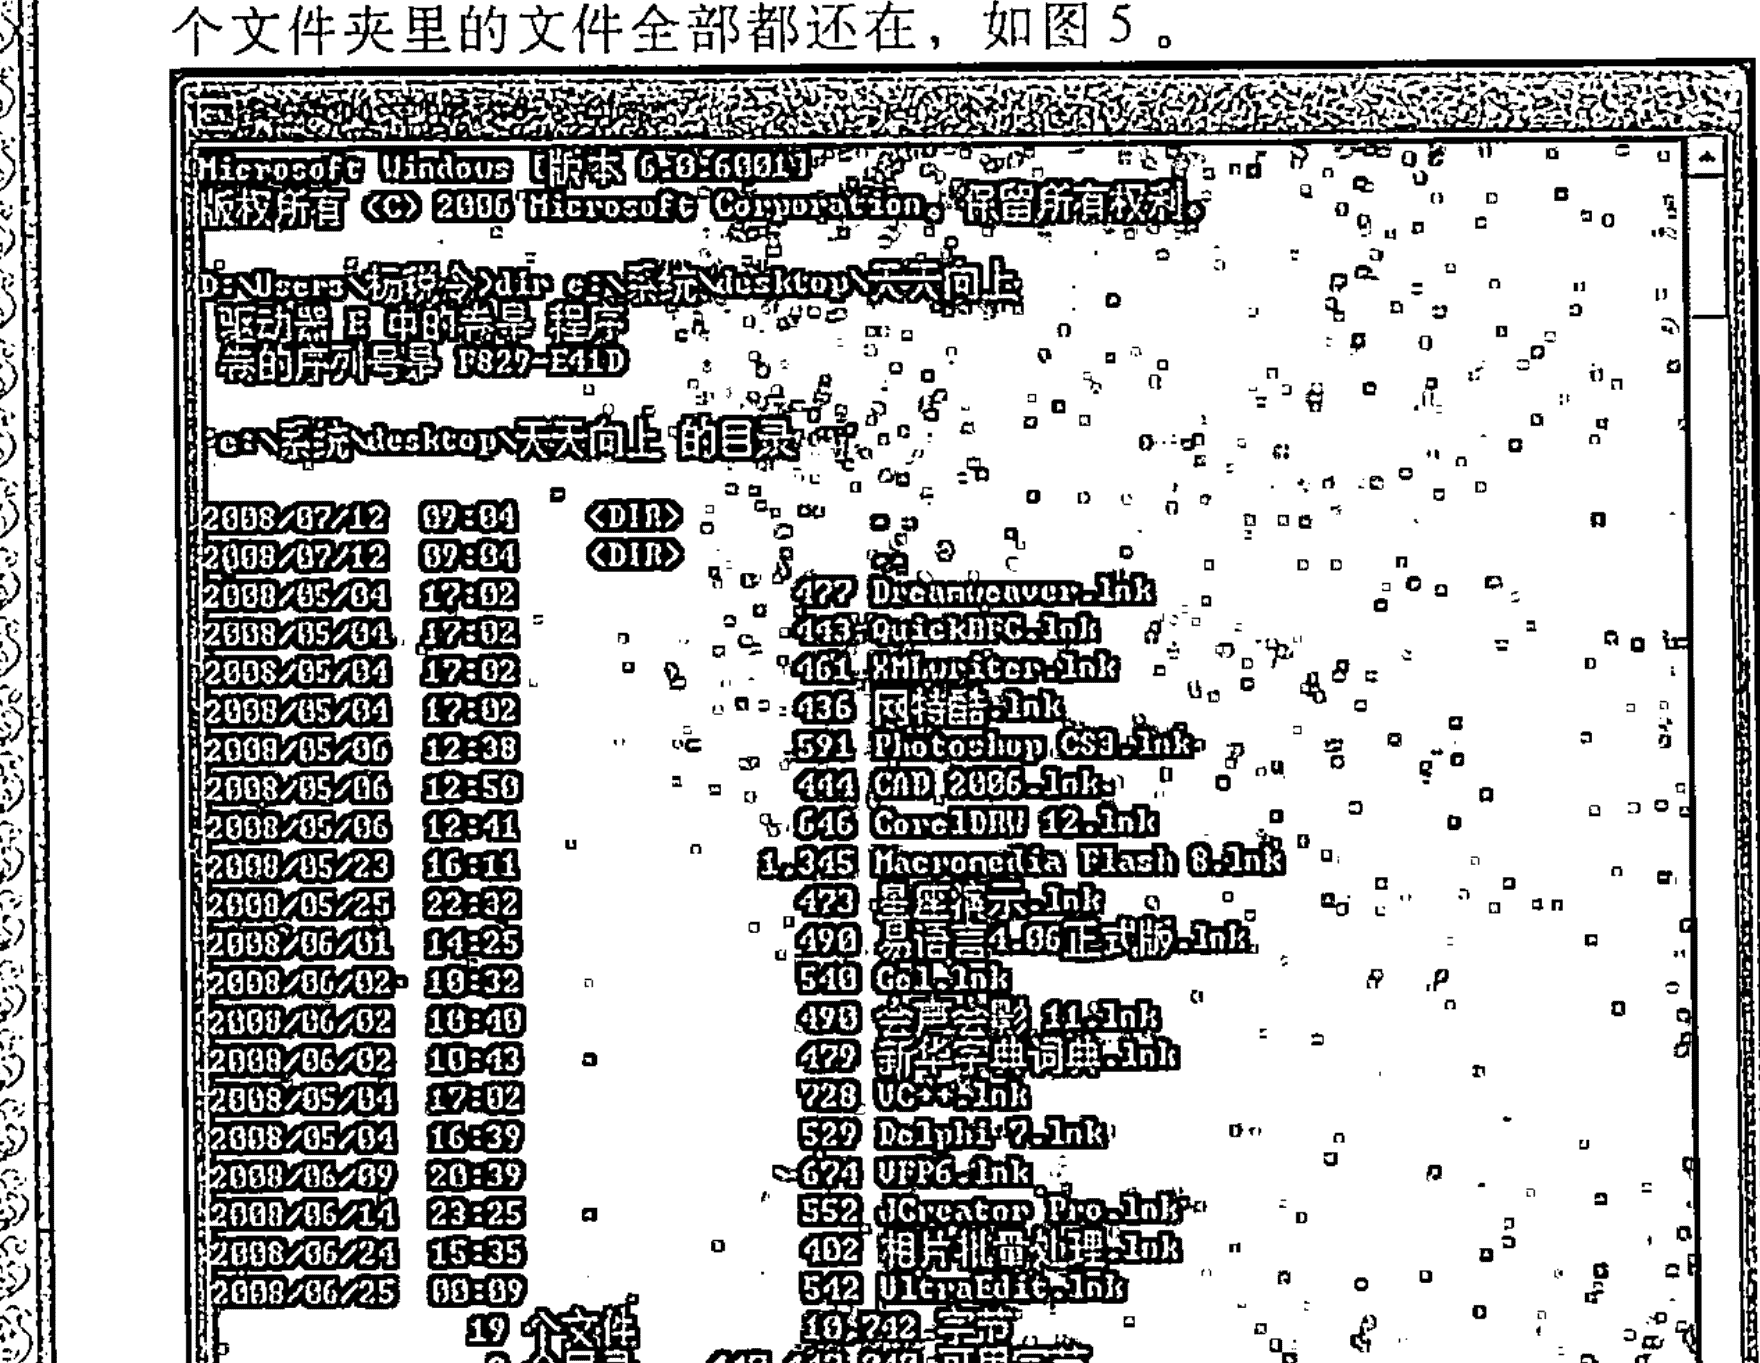 个文件夹里的文件全部都还在，如图5。
Microsoft Windows [版本 6.0.6001]
版权所有 (C) 2006 Microsoft Corporation。保留所有权利。
D:\Users\>dir e:\系统\desktop\天天向上
驱动器 E 中的卷是 程序
卷的序列号是 F827-E41D
e:\系统\desktop\天天向上 的目录
2008/07/12 09:04 <DIR> .
2008/07/12 09:04 <DIR> ..
2008/05/04 17:02 477 Dreamweaver.lnk
2008/05/04 17:02 443 QuickBFC.lnk
2008/05/04 17:02 461 XMLwriter.lnk
2008/05/04 17:02 436 .lnk
2008/05/06 12:38 591 Photoshop CS3.lnk
2008/05/06 12:50 444 CAD 2006.lnk
2008/05/06 12:41 646 CorelDRW 12.lnk
2008/05/23 16:11 1,345 Macromedia Flash 8.lnk
2008/05/25 22:02 473 .lnk
2008/06/01 14:25 490 易语言4.06正式版.lnk
2008/06/02 10:32 540 .lnk
2008/06/02 10:40 490 会声会影 11.lnk
2008/06/02 10:43 479 新华字典词典.lnk
2008/05/04 17:02 728 VC++.lnk
2008/05/04 16:39 529 Delphi 7.lnk
2008/06/09 20:39 674 VFP6.lnk
2008/06/14 23:25 552 JCreator Pro.lnk
2008/06/24 15:35 402 相片批量处理.lnk
2008/06/25 00:09 542 UltraEdit.lnk
19 个文件 10,742 字节